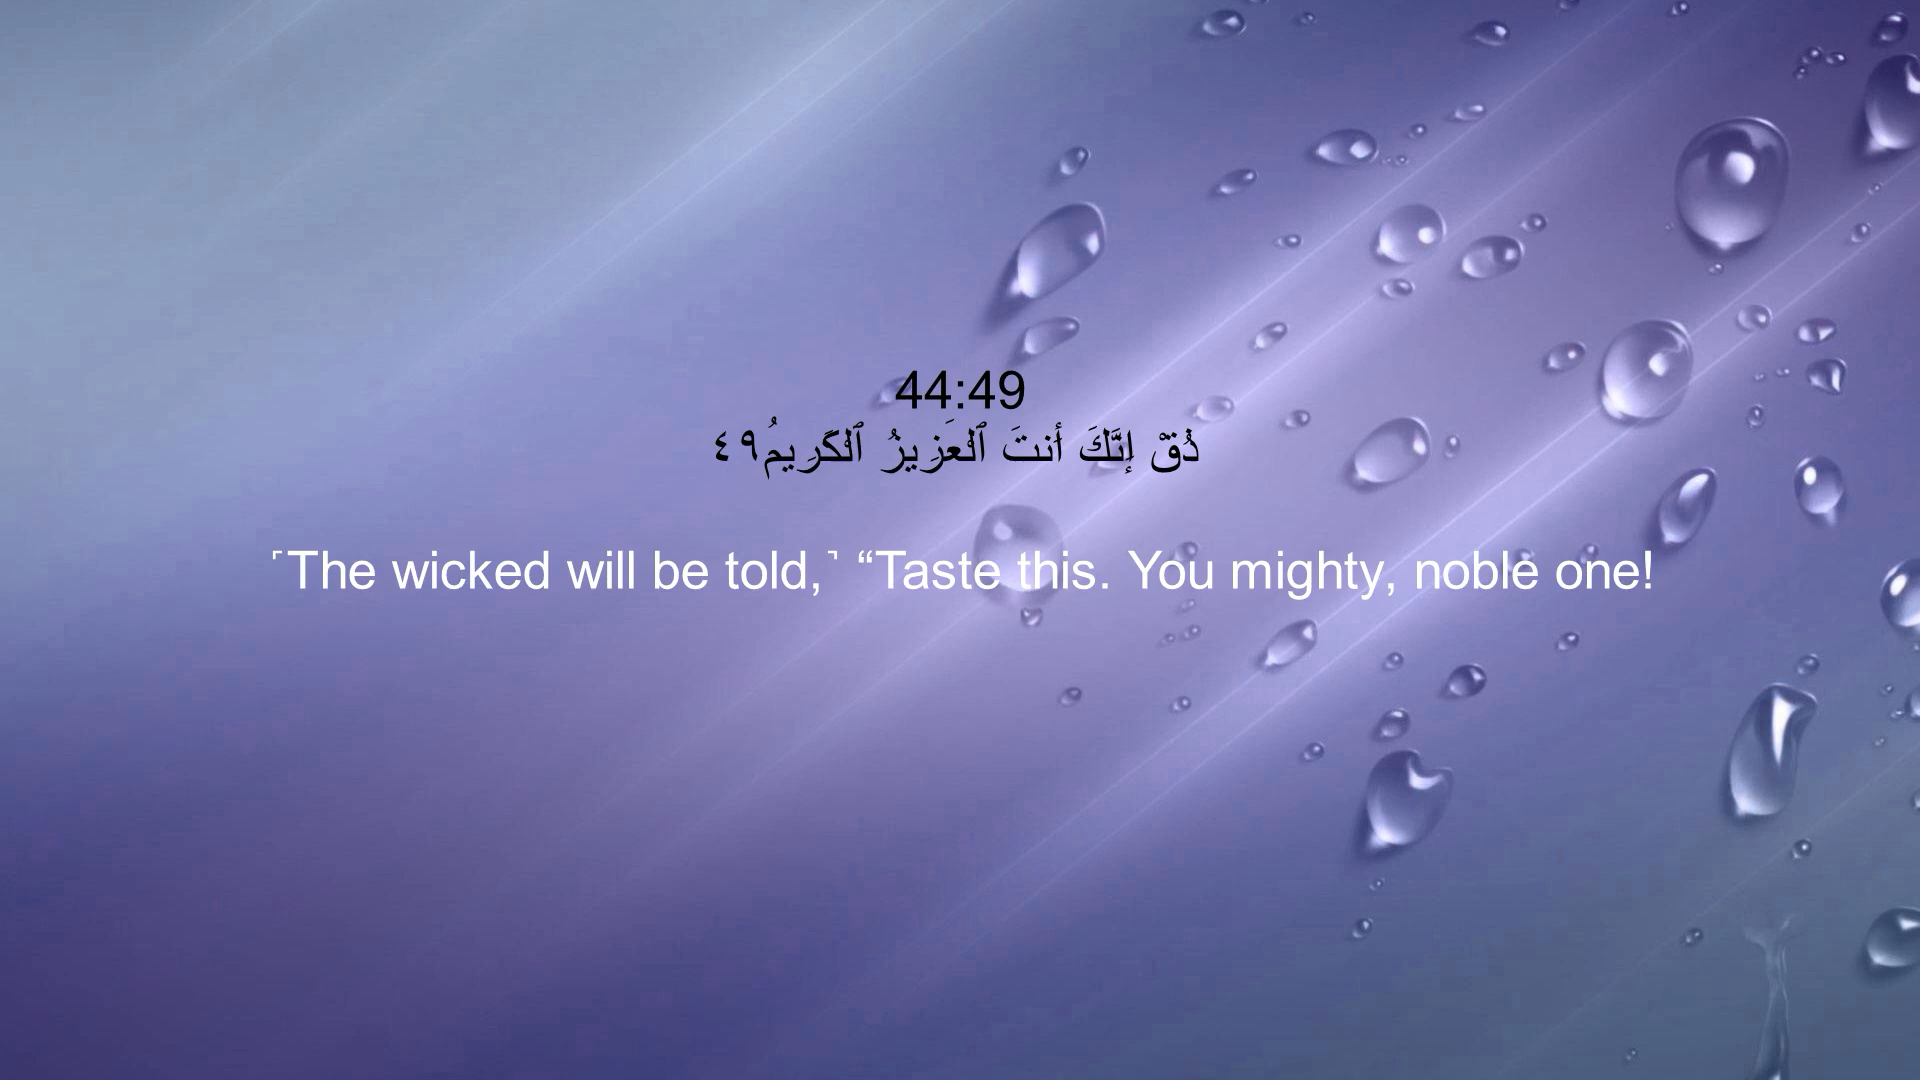 44:49
ذُقْ إِنَّكَ أَنتَ ٱلْعَزِيزُ ٱلْكَرِيمُ٤٩
˹The wicked will be told,˺ “Taste this. You mighty, noble one!